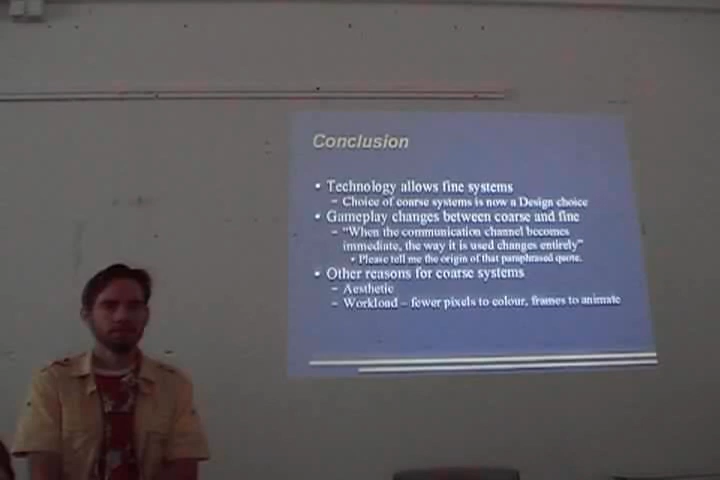 Conclusion
• Technology allows fine systems
– Choice of coarse systems is now a Design choice
• Gameplay changes between coarse and fine
– "When the communication channel becomes
immediate, the way it is used changes entirely"
• Please tell me the origin of that paraphrased quote.
• Other reasons for coarse systems
– Aesthetic
– Workload – fewer pixels to colour, frames to animate